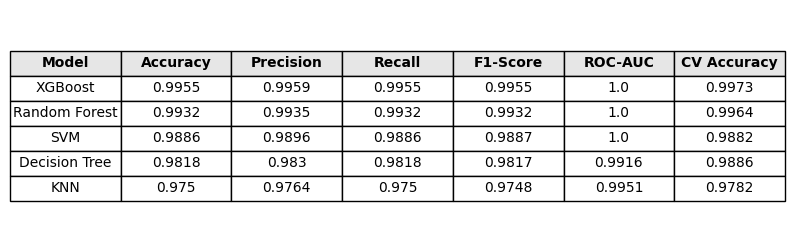 Model Accuracy Precision Recall F1-Score ROC-AUC CV Accuracy
XGBoost 0.9955 0.9959 0.9955 0.9955 1.0 0.9973
Random Forest 0.9932 0.9935 0.9932 0.9932 1.0 0.9964
SVM 0.9886 0.9896 0.9886 0.9887 1.0 0.9882
Decision Tree 0.9818 0.983 0.9818 0.9817 0.9916 0.9886
KNN 0.975 0.9764 0.975 0.9748 0.9951 0.9782